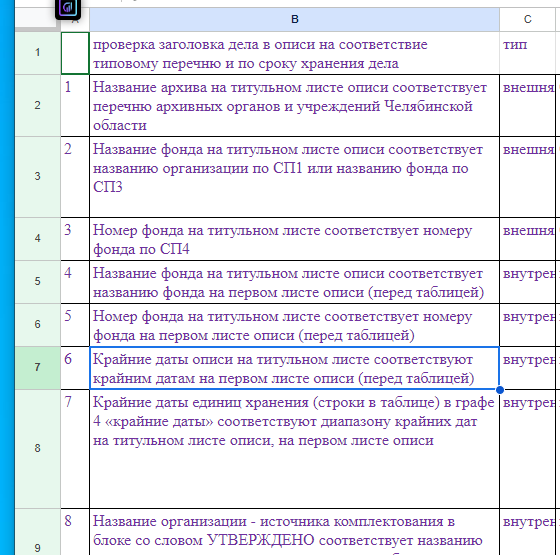 A B C
1 проверка заголовка дела в описи на соответствие тип
типовому перечню и по сроку хранения дела
2 1 Название архива на титульном листе описи соответствует внешня
перечню архивных органов и учреждений Челябинской
области
3 2 Название фонда на титульном листе описи соответствует внешня
названию организации по СП1 или названию фонда по
СП3
4 3 Номер фонда на титульном листе соответствует номеру внешня
фонда по СП4
5 4 Название фонда на титульном листе описи соответствует внутрен
названию фонда на первом листе описи (перед таблицей)
6 5 Номер фонда на титульном листе соответствует номеру внутрен
фонда на первом листе описи (перед таблицей)
7 6 Крайние даты описи на титульном листе соответствуют внутрен
крайним датам на первом листе описи (перед таблицей)
8 7 Крайние даты единиц хранения (строки в таблице) в графе внутрен
4 «крайние даты» соответствуют диапазону крайних дат
на титульном листе описи, на первом листе описи
9 8 Название организации - источника комплектования в внутрен
блоке со словом УТВЕРЖДЕНО соответствует названию